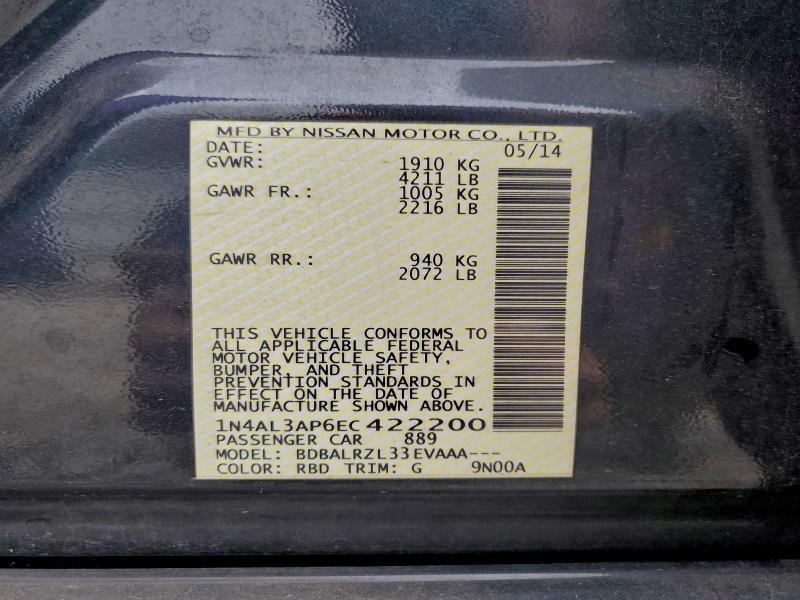 MFD BY NISSAN MOTOR CO., LTD.
DATE: 05/14
GVWR: 1910 KG
4211 LB
GAWR FR.: 1005 KG
2216 LB
GAWR RR.: 940 KG
2072 LB
THIS VEHICLE CONFORMS TO
ALL APPLICABLE FEDERAL
MOTOR VEHICLE SAFETY,
BUMPER, AND THEFT
PREVENTION STANDARDS IN
EFFECT ON THE DATE OF
MANUFACTURE SHOWN ABOVE.
1N4AL3AP6EC422200
PASSENGER CAR 889
MODEL: BDBALRZL33EVAAA---
COLOR: RBD TRIM: G 9N00A